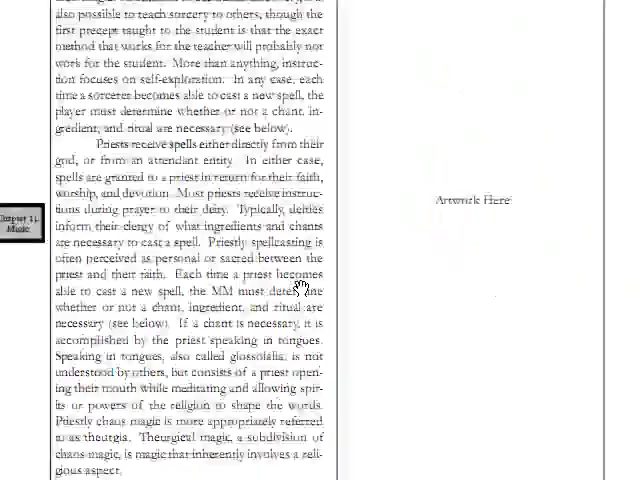 also possible to teach sorcery to others, though the
first precept taught to the student is that the exact
method that works for the teacher will probably not
work for the student. More than anything, instruc-
tion focuses on self-exploration. In any case, each
time a sorcerer becomes able to cast a new spell, the
player must determine whether or not a chant, in-
gredient, and ritual are necessary (see below).
Priests receive spells either directly from their
god, or from an attendant entity. In either case,
spells are granted to a priest in return for their faith,
worship, and devotion. Most priests receive instruc-
tions during prayer to their deity. Typically, deities
inform their clergy of what ingredients and chants
are necessary to cast a spell. Priestly spellcasting is
often perceived as personal or sacred between the
priest and their faith. Each time a priest becomes
able to cast a new spell, the MM must determine
whether or not a chant, ingredient, and ritual are
necessary (see below). If a chant is necessary, it is
accomplished by the priest speaking in tongues.
Speaking in tongues, also called glossolalia, is not
understood by others, but consists of a priest open-
ing their mouth while meditating and allowing spir-
its or powers of the religion to shape the words.
Priestly chaos magic is more appropriately referred
to as theurgia. Theurgical magic, a subdivision of
chaos magic, is magic that inherently involves a reli-
gious aspect.
Chapter 11:
Artwork Here